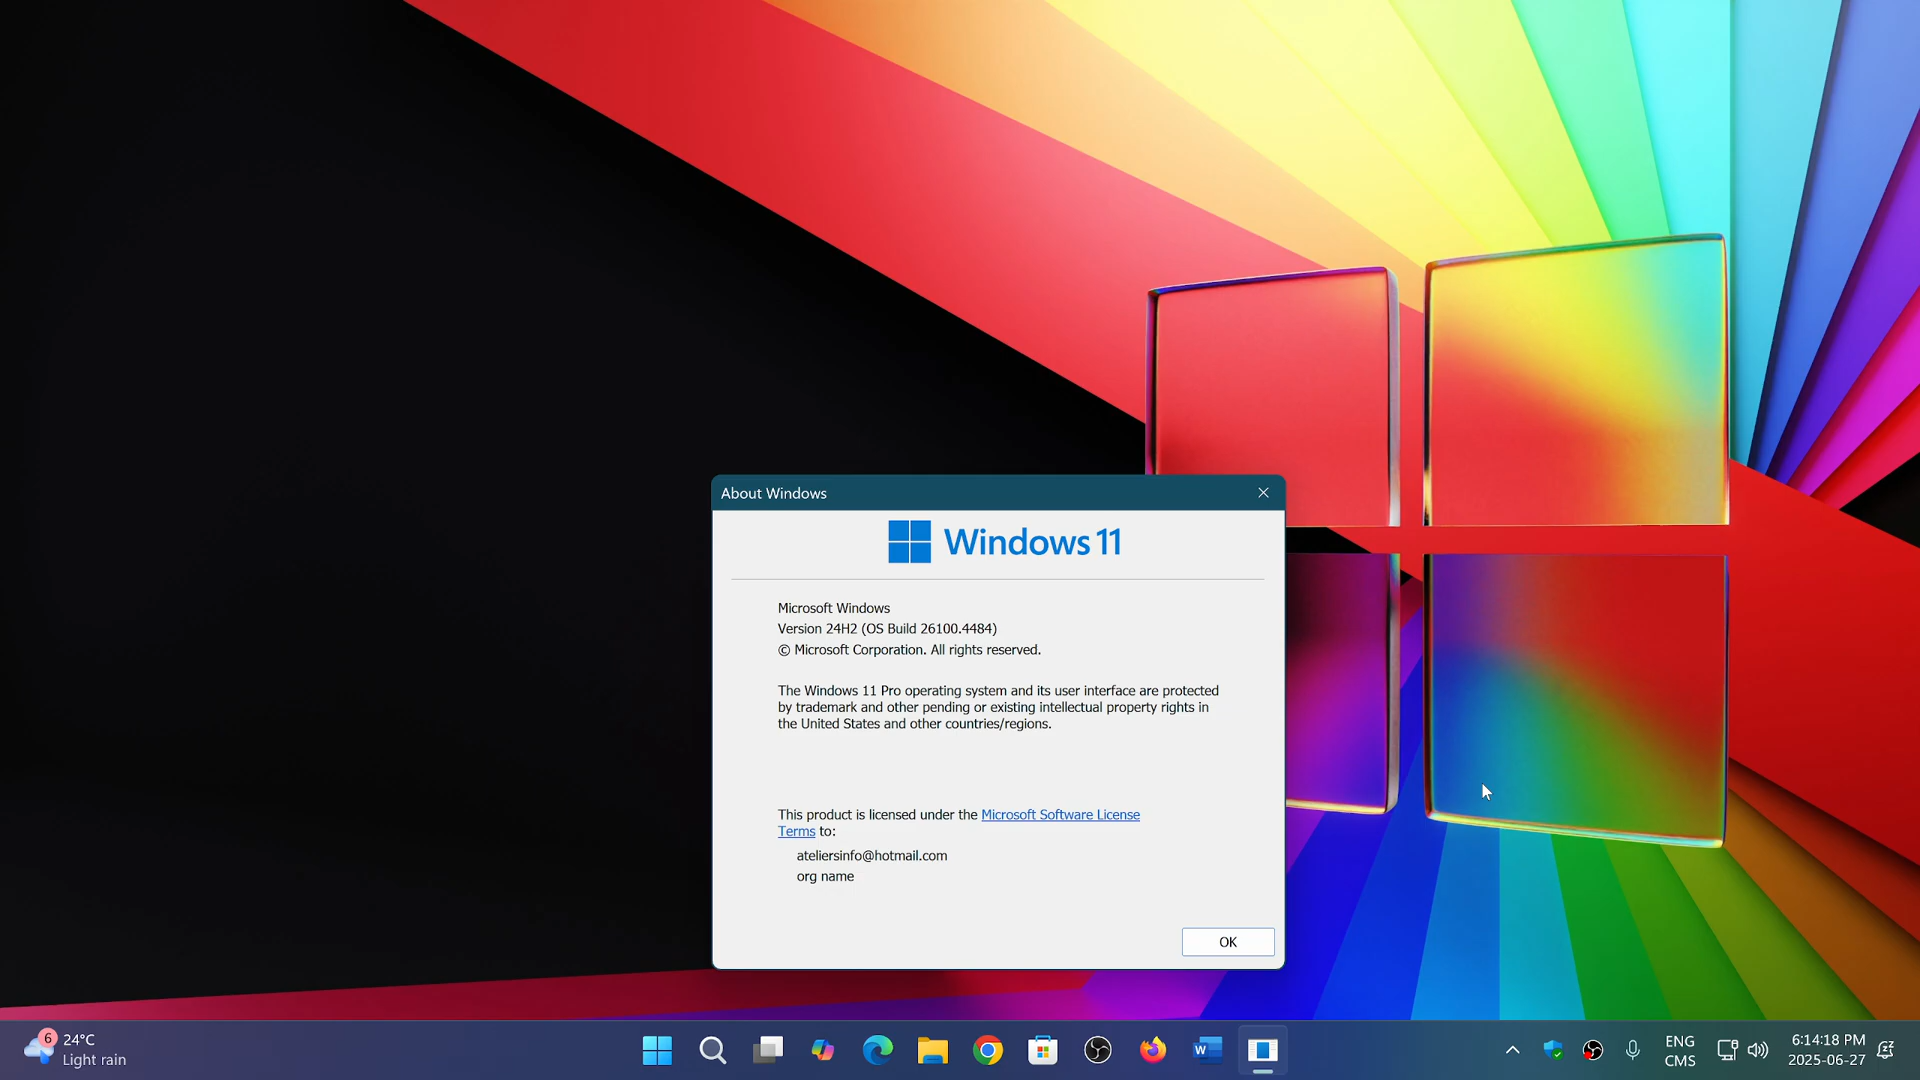 About Windows
Windows 11
Microsoft Windows
Version 24H2 (OS Build 26100.4484)
© Microsoft Corporation. All rights reserved.
The Windows 11 Pro operating system and its user interface are protected
by trademark and other pending or existing intellectual property rights in
the United States and other countries/regions.
This product is licensed under the Microsoft Software License
Terms to:
ateliersinfo@hotmail.com
org name
OK
6
24°C
Light rain
W
ENG
CMS
6:14:18 PM
2025-06-27